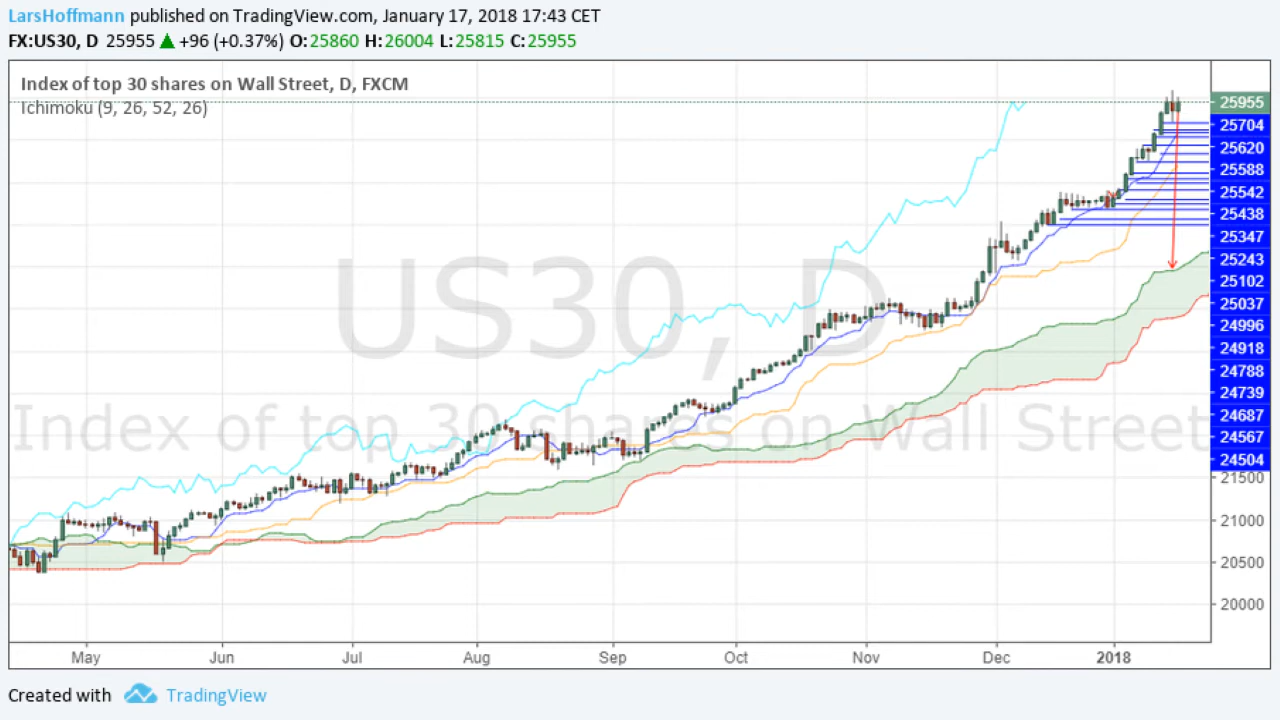 LarsHoffmann published on TradingView.com, January 17, 2018 17:43 CET
FX:US30, D 25955 ▲ +96 (+0.37%) O:25860 H:26004 L:25815 C:25955
Index of top 30 shares on Wall Street, D, FXCM
Ichimoku (9, 26, 52, 26)
US30, D
Index of top 30 shares on Wall Street
25955
25704
25620
25588
25542
25438
25347
25243
25102
25037
24996
24918
24788
24739
24687
24567
24504
21500
21000
20500
20000
May Jun Jul Aug Sep Oct Nov Dec 2018
Created with TradingView